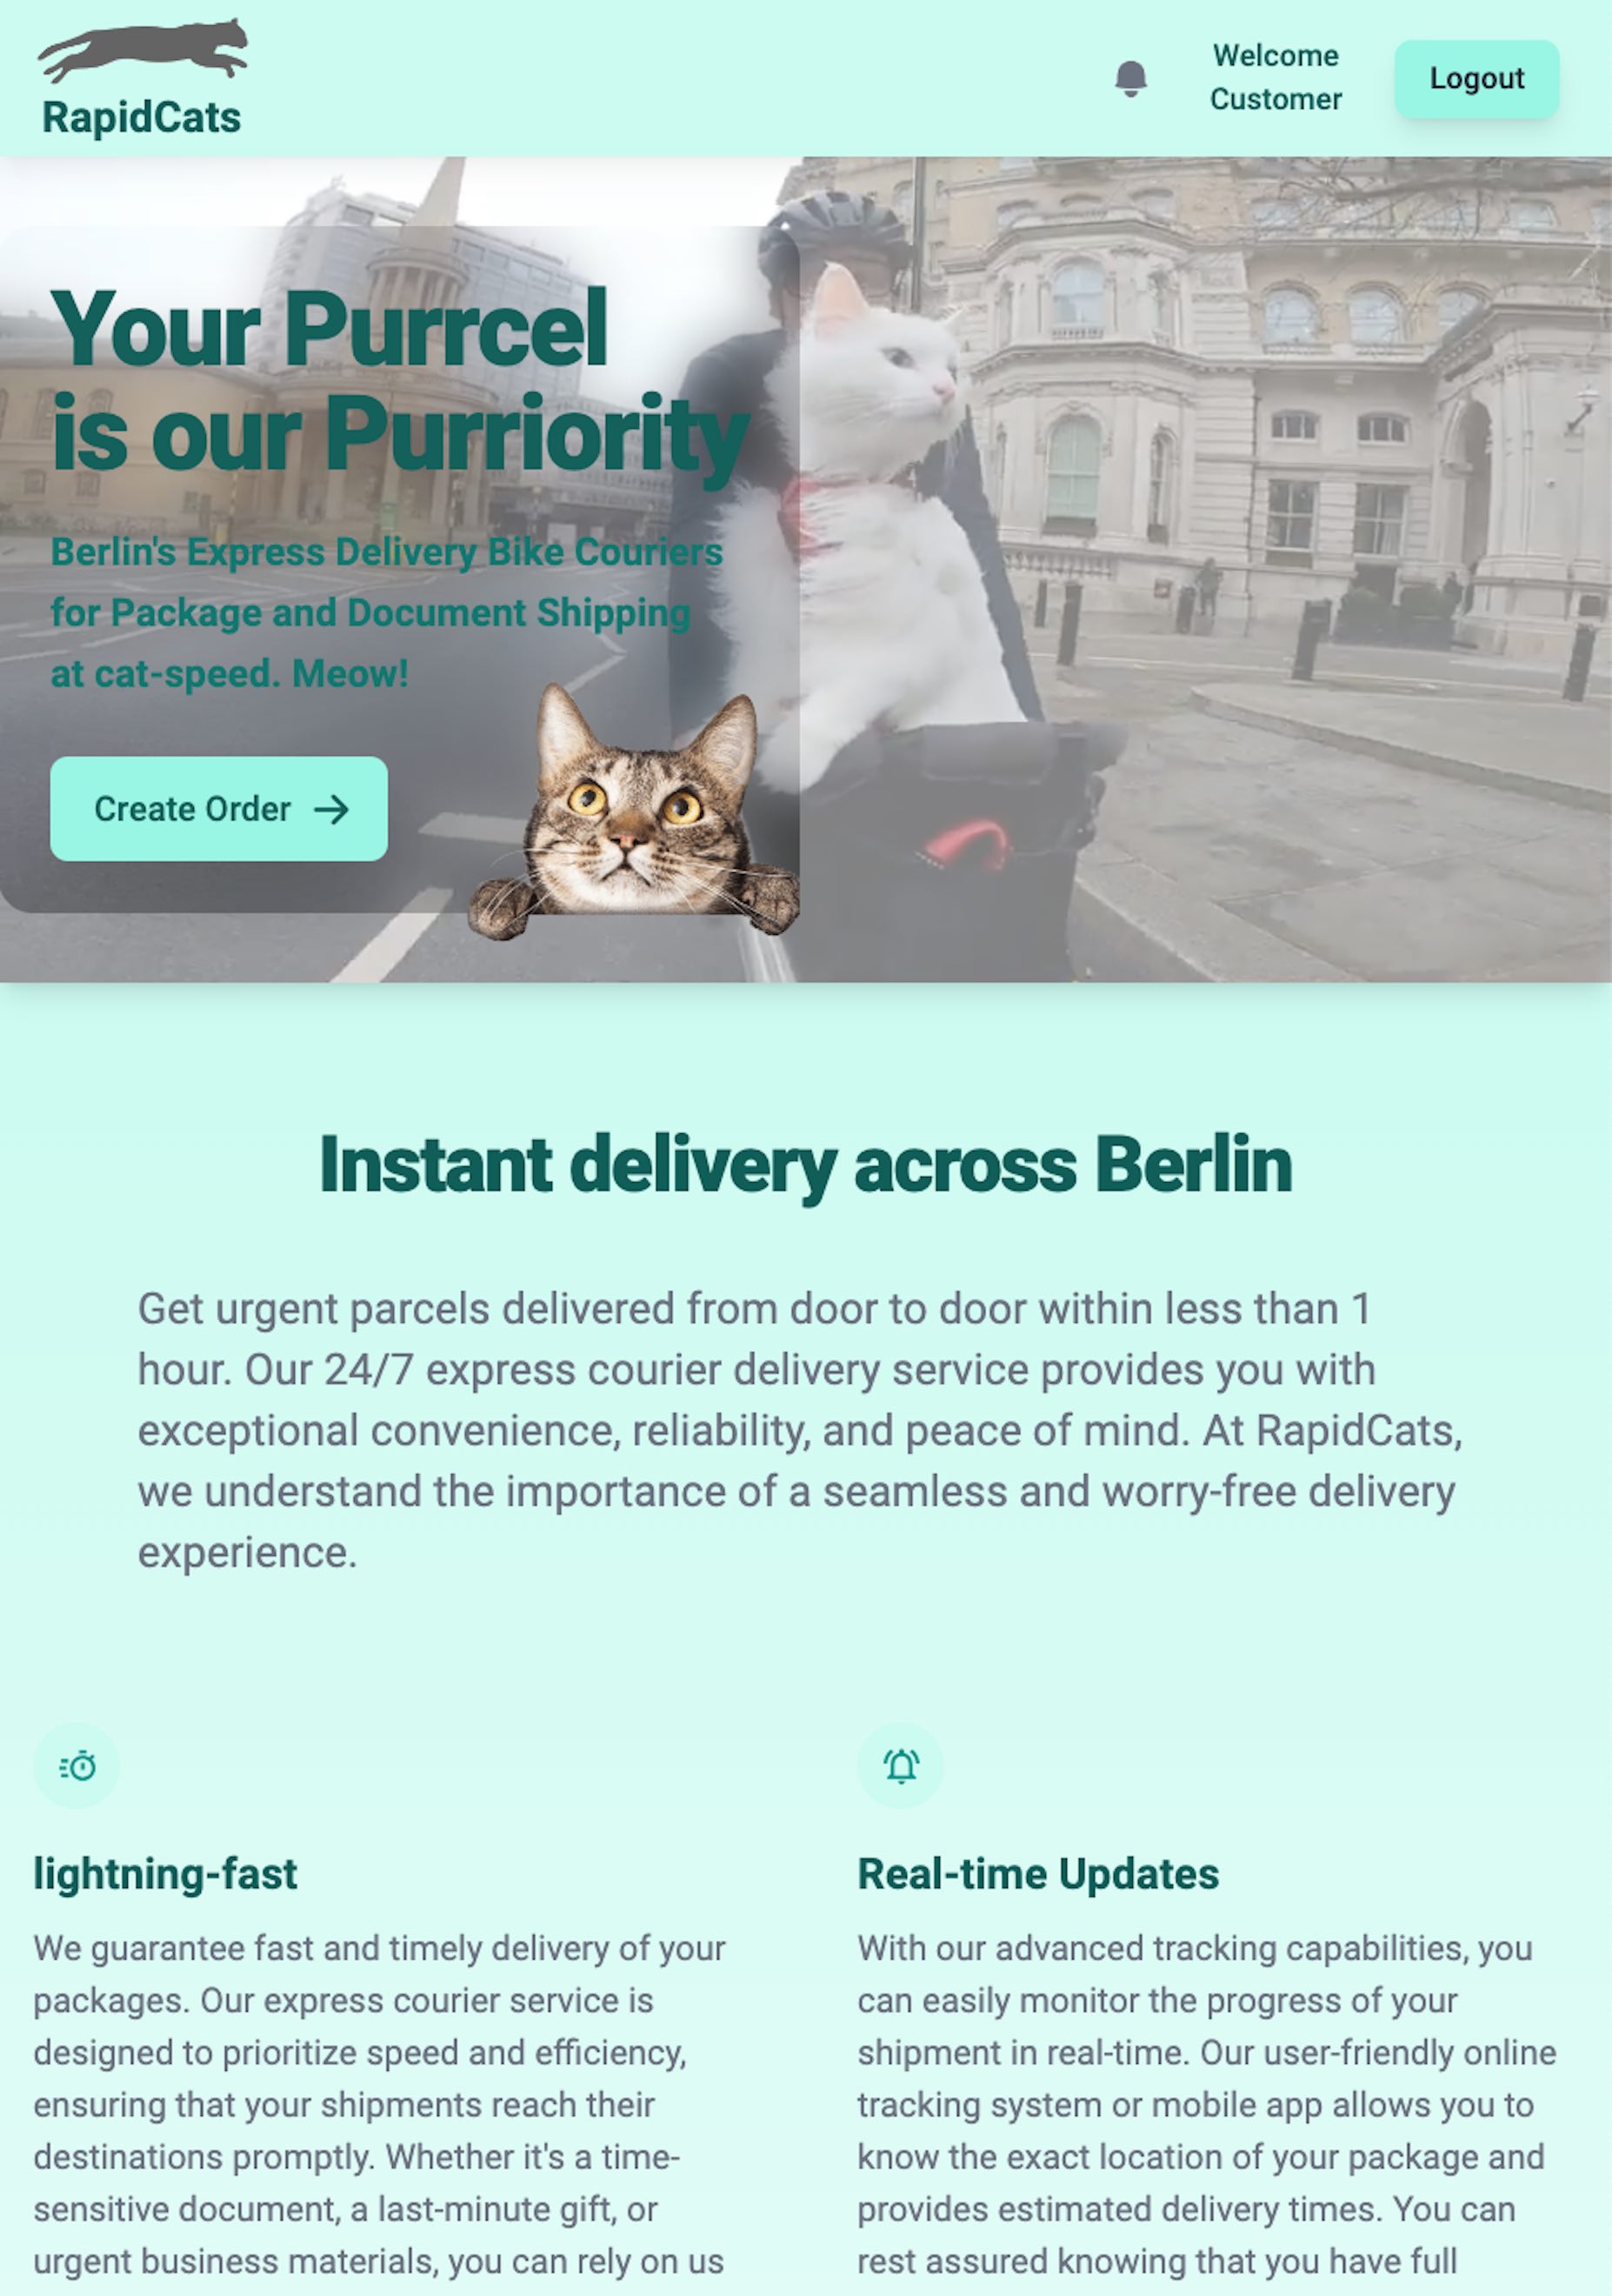 RapidCats
Welcome
Customer
Logout
Your Purrcel
is our Purriority
Berlin's Express Delivery Bike Couriers
for Package and Document Shipping
at cat-speed. Meow!
Create Order
Instant delivery across Berlin
Get urgent parcels delivered from door to door within less than 1
hour. Our 24/7 express courier delivery service provides you with
exceptional convenience, reliability, and peace of mind. At RapidCats,
we understand the importance of a seamless and worry-free delivery
experience.
lightning-fast
We guarantee fast and timely delivery of your
packages. Our express courier service is
designed to prioritize speed and efficiency,
ensuring that your shipments reach their
destinations promptly. Whether it's a time-
sensitive document, a last-minute gift, or
urgent business materials, you can rely on us
Real-time Updates
With our advanced tracking capabilities, you
can easily monitor the progress of your
shipment in real-time. Our user-friendly online
tracking system or mobile app allows you to
know the exact location of your package and
provides estimated delivery times. You can
rest assured knowing that you have full